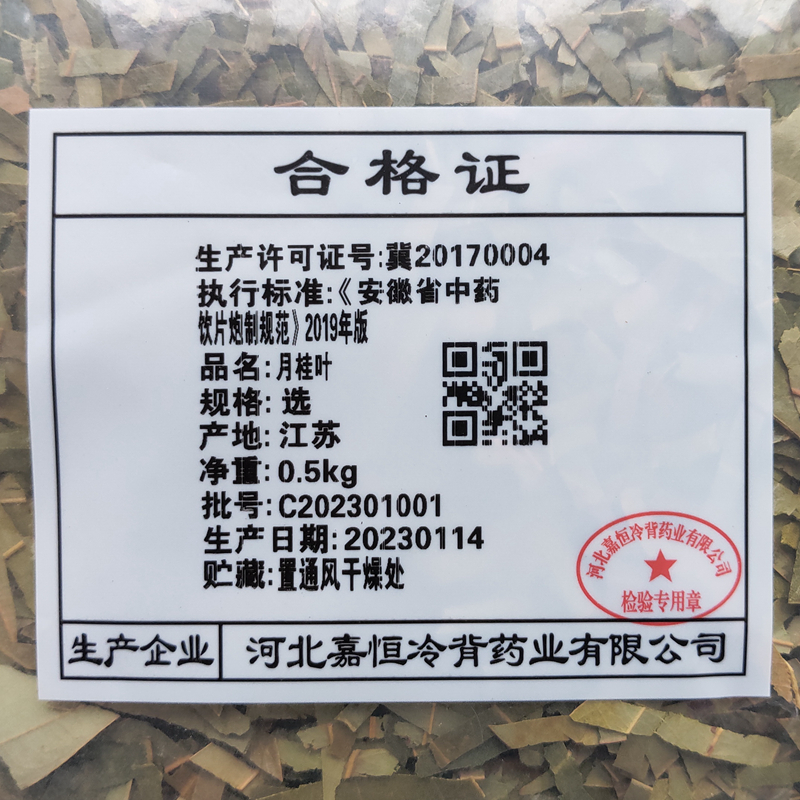 合格证
生产许可证号:冀20170004
执行标准:《安徽省中药
饮片炮制规范》2019年版
品名:月桂叶
规格:选
产地:江苏
净重:0.5kg
批号:C202301001
生产日期:20230114
贮藏:置通风干燥处
河北嘉恒冷背药业有限公司
检验专用章
生产企业 河北嘉恒冷背药业有限公司